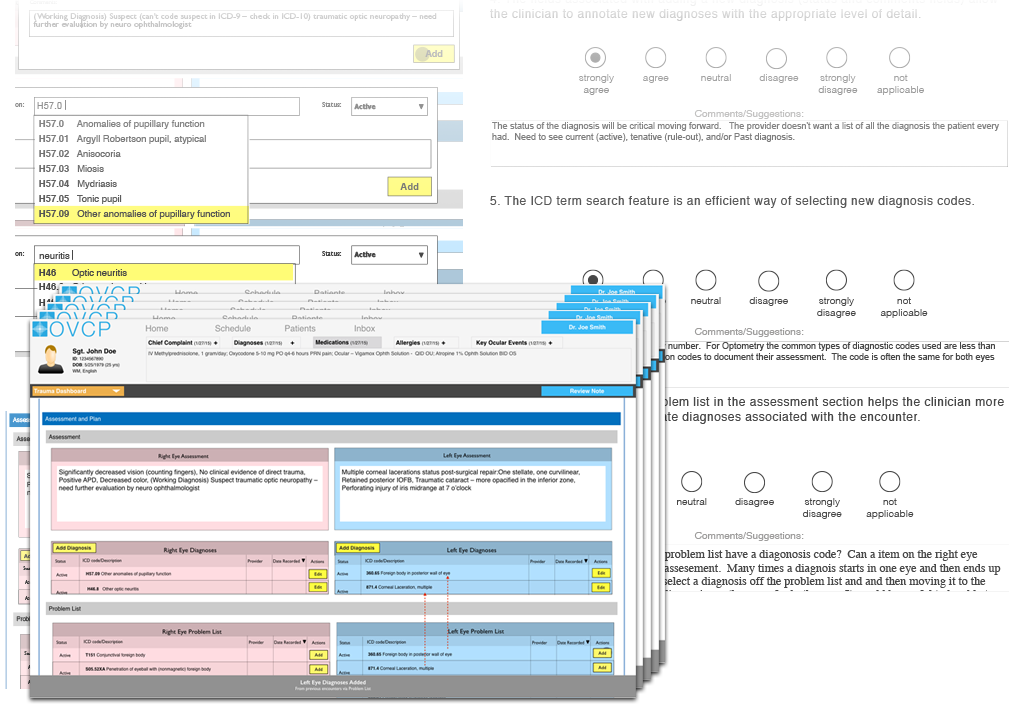 (Working Diagnosis) Suspect (can't code suspect in ICD-9 – check in ICD-10) traumatic optic neuropathy – need
further evaluation by neuro ophthalmologist
Add
on:
H57.0
Status:
Active
H57.0 Anomalies of pupillary function
H57.01 Argyll Robertson pupil, atypical
H57.02 Anisocoria
H57.03 Miosis
H57.04 Mydriasis
H57.05 Tonic pupil
H57.09 Other anomalies of pupillary function
Add
on:
neuritis
Status:
Active
H46 Optic neuritis
the clinician to annotate new diagnoses with the appropriate level of detail.
strongly agree
agree
neutral
disagree
strongly disagree
not applicable
Comments/Suggestions:
The status of the diagnosis will be critical moving forward. The provider doesn't want a list of all the diagnosis the patient every
had. Need to see current (active), tenative (rule-out), and/or Past diagnosis.
5. The ICD term search feature is an efficient way of selecting new diagnosis codes.
neutral
disagree
strongly disagree
not applicable
Comments/Suggestions:
number. For Optometry the common types of diagnostic codes used are less than
on codes to document their assessment. The code is often the same for both eyes
blem list in the assessment section helps the clinician more
ate diagnoses associated with the encounter.
neutral
disagree
strongly disagree
not applicable
Comments/Suggestions:
problem list have a diagonosis code? Can a item on the right eye
assesement. Many times a diagnois starts in one eye and then ends up
select a diagnosis off the problem list and and then moving it to the
OVCP
Home Schedule Patients Inbox
Dr. Joe Smith
Sgt. John Doe
ID: 1234567890
DOB: 5/25/1979 (25 yrs)
WM, English
Chief Complaint (1/27/15) +
Diagnoses (1/27/15) +
Medications (1/27/15)
Allergies (1/27/15) +
Key Ocular Events (1/27/15) +
IV Methylprednisione, 1 gram/day; Oxycodone 5-10 mg PO q4-6 hours PRN pain; Ocular – Vigamox Ophth Solution - QID OU; Atropine 1% Ophth Solution BID OS
Trauma Dashboard
Review Note
Assessment and Plan
Assessment
Right Eye Assessment
Significantly decreased vision (counting fingers), No clinical evidence of direct trauma,
Positive APD, Decreased color, (Working Diagnosis) Suspect traumatic optic neuropathy –
need further evaluation by neuro ophthalmologist
Left Eye Assessment
Multiple corneal lacerations status post-surgical repair:One stellate, one curvilinear,
Retained posterior IOFB, Traumatic cataract – more opacified in the inferior zone,
Perforating injury of iris midrange at 7 o'clock
Add Diagnosis
Right Eye Diagnoses
Status ICD code/Description Provider Date Recorded ▼ Actions
Active H57.09 Other anomalies of pupillary function Edit
Active H46.8 Other optic neuritis Edit
Add Diagnosis
Left Eye Diagnoses
Status ICD code/Description Provider Date Recorded ▼ Actions
Active 360.65 Foreign body in posterior wall of eye Edit
Active 871.4 Corneal Laceration, multiple Edit
Problem List
Right Eye Problem List
Status ICD code/Description Provider Date Recorded ▼ Actions
Active T151 Conjunctival foreign body Add
Active S05.52XA Penetration of eyeball with (nonmagnetic) foreign body Add
Left Eye Problem List
Status ICD code/Description Provider Date Recorded ▼ Actions
Active 360.65 Foreign body in posterior wall of eye Add
Active 871.4 Corneal Laceration, multiple Add
Left Eye Diagnoses Added
From previous encounters via Problem List